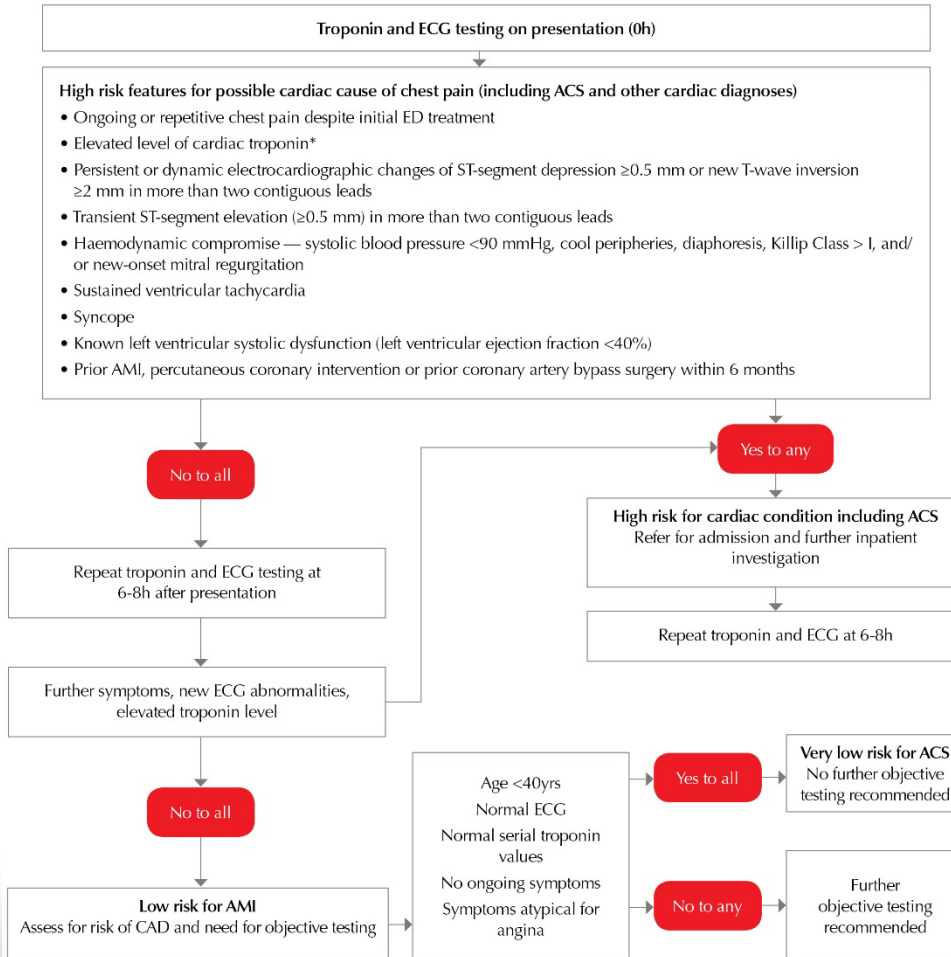 Troponin and ECG testing on presentation (0h)
High risk features for possible cardiac cause of chest pain (including ACS and other cardiac diagnoses)
• Ongoing or repetitive chest pain despite initial ED treatment
• Elevated level of cardiac troponin*
• Persistent or dynamic electrocardiographic changes of ST-segment depression ≥0.5 mm or new T-wave inversion
≥2 mm in more than two contiguous leads
• Transient ST-segment elevation (≥0.5 mm) in more than two contiguous leads
• Haemodynamic compromise — systolic blood pressure <90 mmHg, cool peripheries, diaphoresis, Killip Class > I, and/
or new-onset mitral regurgitation
• Sustained ventricular tachycardia
• Syncope
• Known left ventricular systolic dysfunction (left ventricular ejection fraction <40%)
• Prior AMI, percutaneous coronary intervention or prior coronary artery bypass surgery within 6 months
No to all
Yes to any
High risk for cardiac condition including ACS
Refer for admission and further inpatient
investigation
Repeat troponin and ECG testing at
6-8h after presentation
Repeat troponin and ECG at 6-8h
Further symptoms, new ECG abnormalities,
elevated troponin level
No to all
Low risk for AMI
Assess for risk of CAD and need for objective testing
Age <40yrs
Normal ECG
Normal serial troponin
values
No ongoing symptoms
Symptoms atypical for
angina
Yes to all
Very low risk for ACS
No further objective
testing recommended
No to any
Further
objective testing
recommended